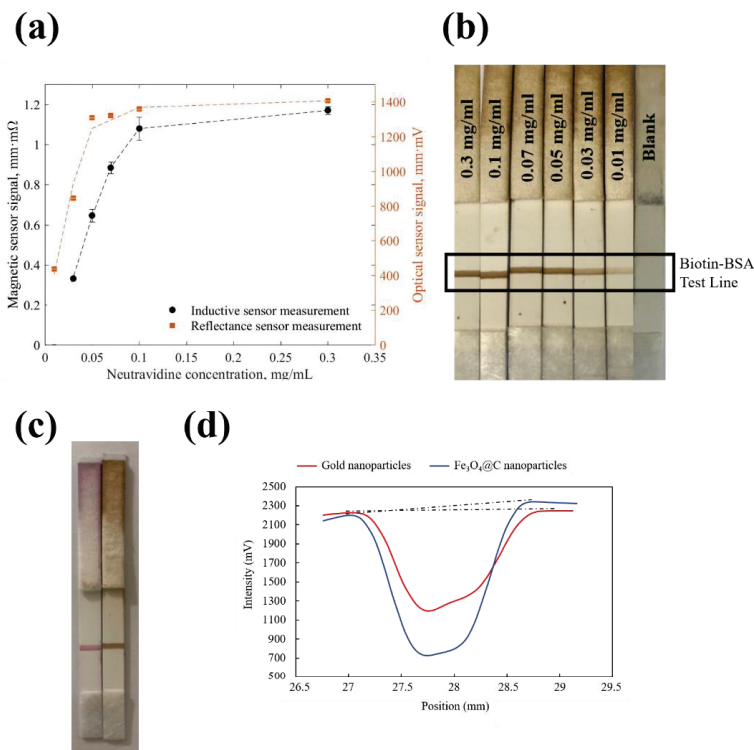 (a)
1.2
1
0.8
0.6
0.4
0.2
0
Magnetic sensor signal, mm·mΩ
1400
1200
1000
800
600
400
200
0
Optical sensor signal, mm·mV
Inductive sensor measurement
Reflectance sensor measurement
0 0.05 0.1 0.15 0.2 0.25 0.3 0.35
Neutravidine concentration, mg/mL
(b)
0.3 mg/ml
0.1 mg/ml
0.07 mg/ml
0.05 mg/ml
0.03 mg/ml
0.01 mg/ml
Blank
Biotin-BSA
Test Line
(c)
(d)
Gold nanoparticles
Fe₃O₄@C nanoparticles
2500
2300
2100
1900
1700
1500
1300
1100
900
700
500
Intensity (mV)
26.5 27 27.5 28 28.5 29 29.5
Position (mm)